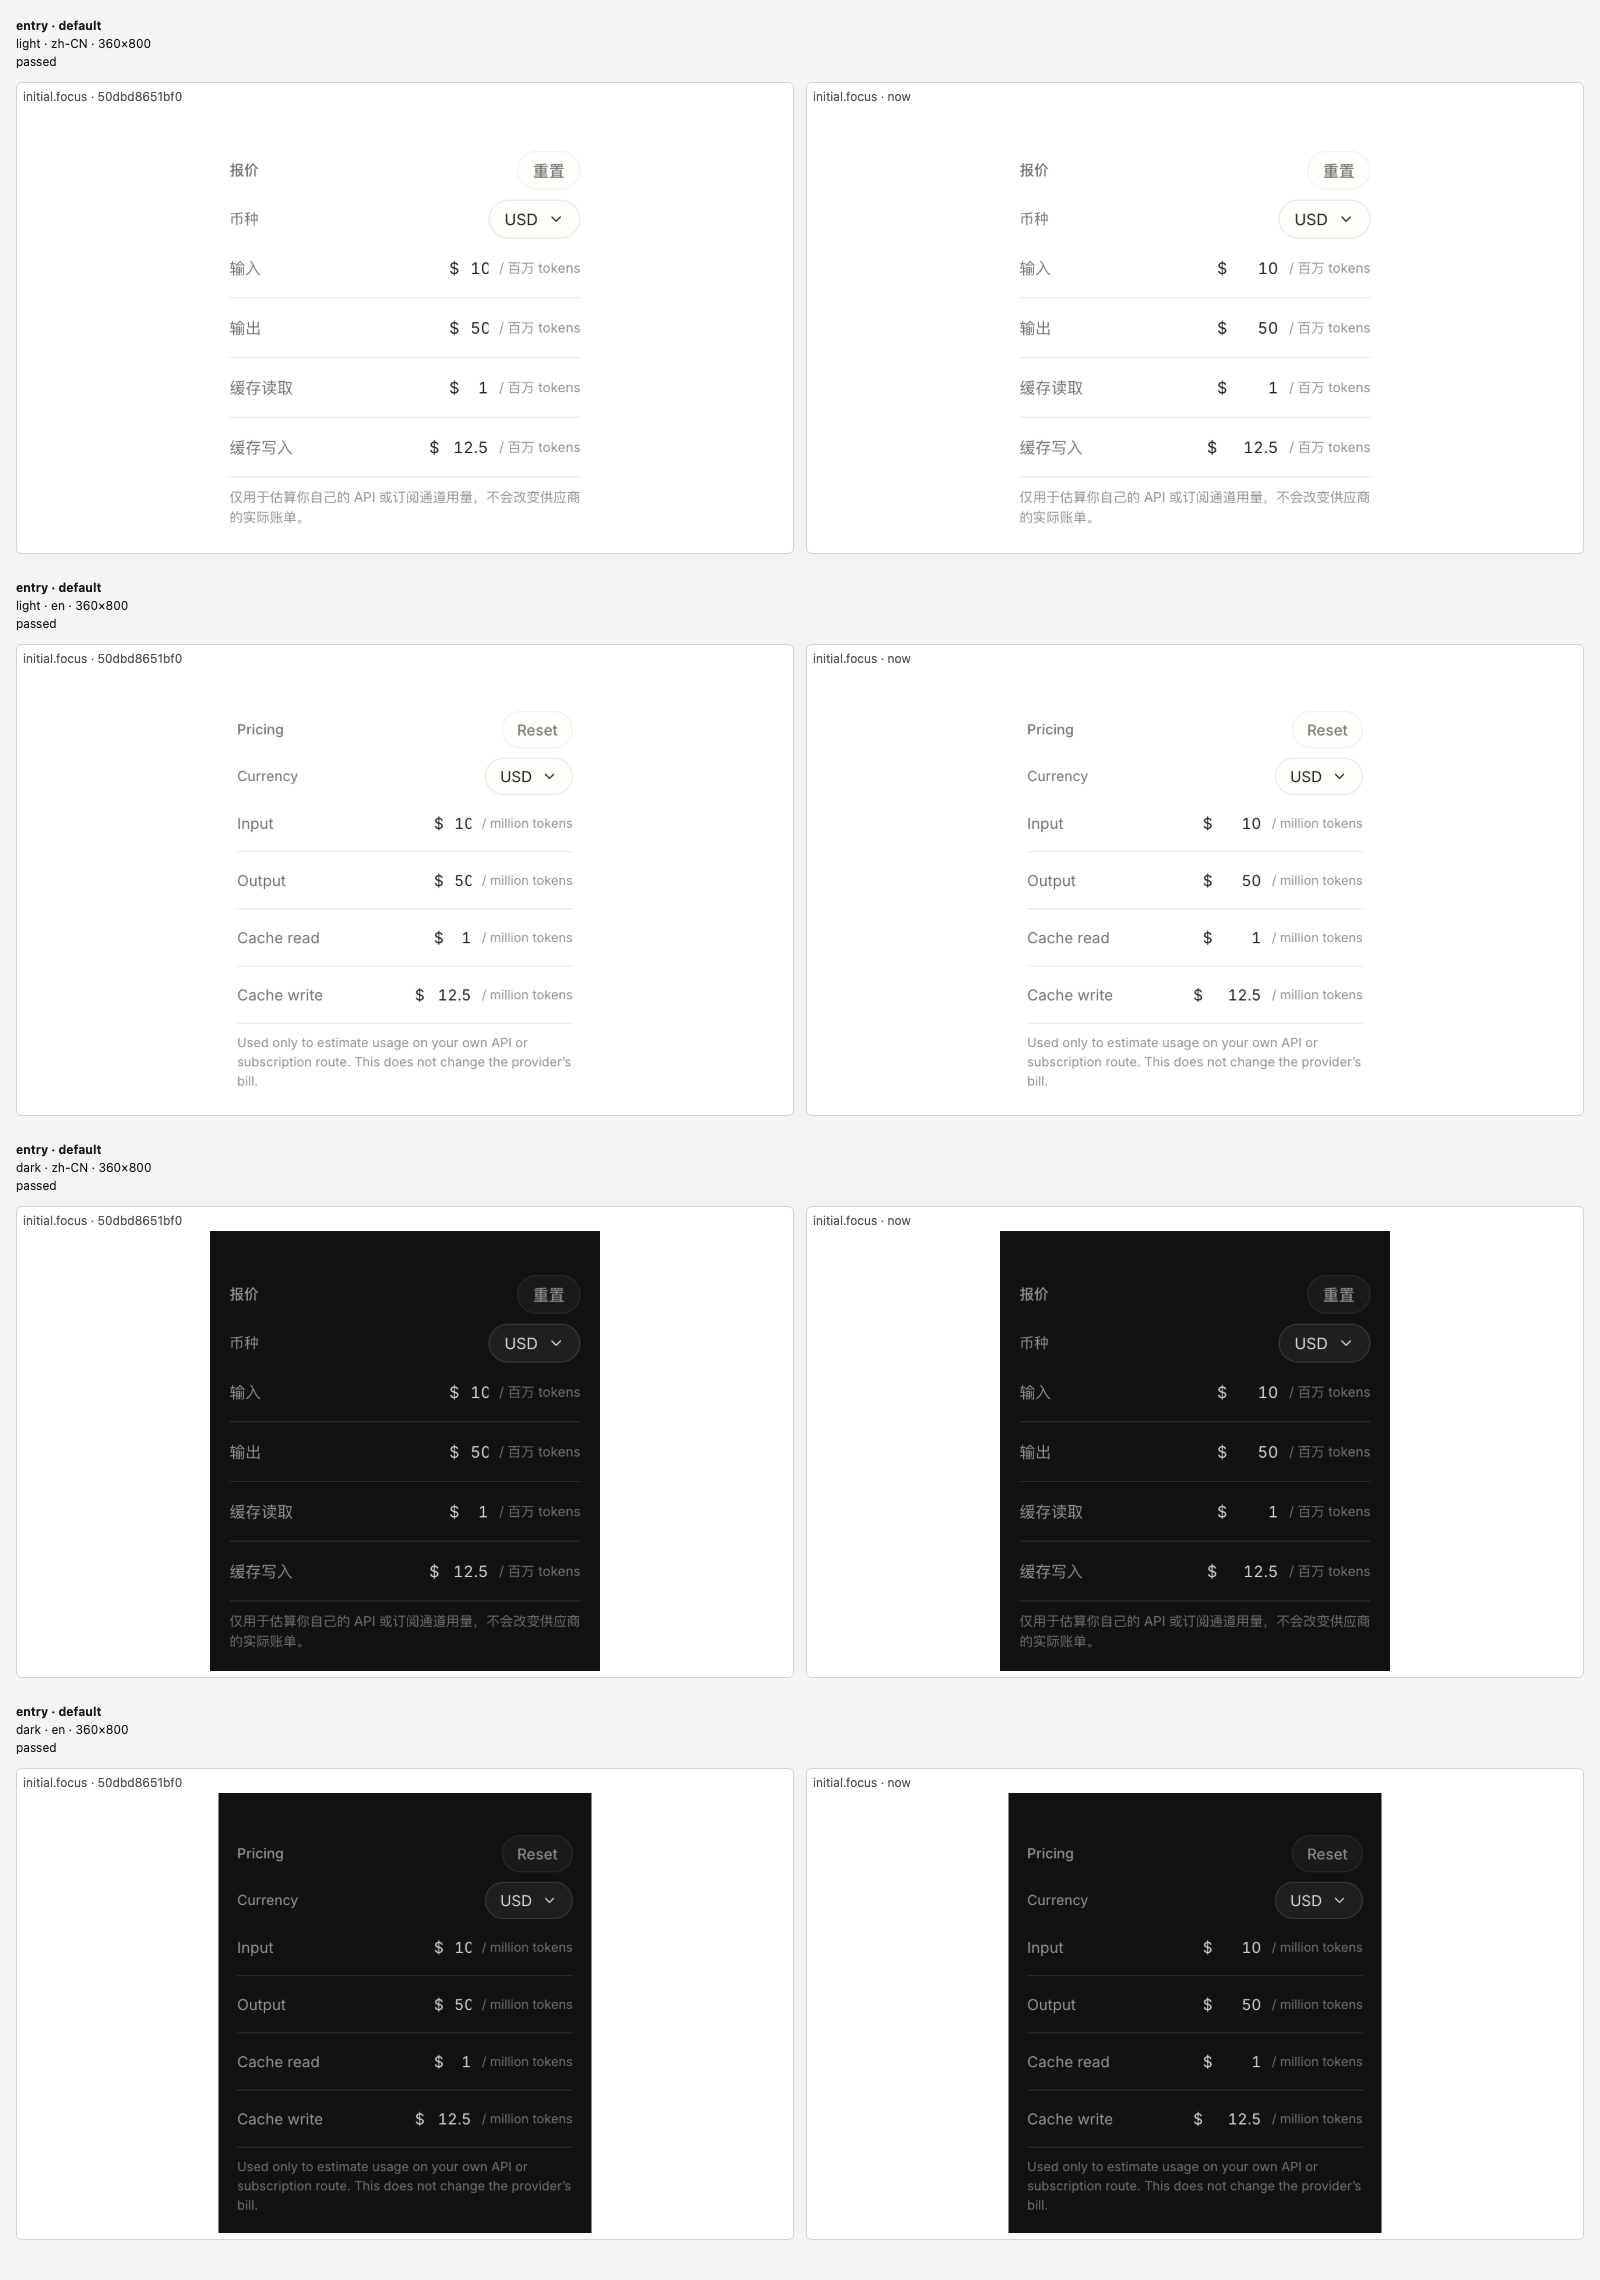 entry · default
light · zh-CN · 360×800
passed
initial.focus · 50dbd8651bf0
报价
重置
币种
USD
输入
$ 10 / 百万 tokens
输出
$ 50 / 百万 tokens
缓存读取
$ 1 / 百万 tokens
缓存写入
$ 12.5 / 百万 tokens
仅用于估算你自己的 API 或订阅通道用量，不会改变供应商
的实际账单。
initial.focus · now
报价
重置
币种
USD
输入
$ 10 / 百万 tokens
输出
$ 50 / 百万 tokens
缓存读取
$ 1 / 百万 tokens
缓存写入
$ 12.5 / 百万 tokens
仅用于估算你自己的 API 或订阅通道用量，不会改变供应商
的实际账单。
entry · default
light · en · 360×800
passed
initial.focus · 50dbd8651bf0
Pricing
Reset
Currency
USD
Input
$ 10 / million tokens
Output
$ 50 / million tokens
Cache read
$ 1 / million tokens
Cache write
$ 12.5 / million tokens
Used only to estimate usage on your own API or
subscription route. This does not change the provider’s
bill.
initial.focus · now
Pricing
Reset
Currency
USD
Input
$ 10 / million tokens
Output
$ 50 / million tokens
Cache read
$ 1 / million tokens
Cache write
$ 12.5 / million tokens
Used only to estimate usage on your own API or
subscription route. This does not change the provider’s
bill.
entry · default
dark · zh-CN · 360×800
passed
initial.focus · 50dbd8651bf0
报价
重置
币种
USD
输入
$ 10 / 百万 tokens
输出
$ 50 / 百万 tokens
缓存读取
$ 1 / 百万 tokens
缓存写入
$ 12.5 / 百万 tokens
仅用于估算你自己的 API 或订阅通道用量，不会改变供应商
的实际账单。
initial.focus · now
报价
重置
币种
USD
输入
$ 10 / 百万 tokens
输出
$ 50 / 百万 tokens
缓存读取
$ 1 / 百万 tokens
缓存写入
$ 12.5 / 百万 tokens
仅用于估算你自己的 API 或订阅通道用量，不会改变供应商
的实际账单。
entry · default
dark · en · 360×800
passed
initial.focus · 50dbd8651bf0
Pricing
Reset
Currency
USD
Input
$ 10 / million tokens
Output
$ 50 / million tokens
Cache read
$ 1 / million tokens
Cache write
$ 12.5 / million tokens
Used only to estimate usage on your own API or
subscription route. This does not change the provider’s
bill.
initial.focus · now
Pricing
Reset
Currency
USD
Input
$ 10 / million tokens
Output
$ 50 / million tokens
Cache read
$ 1 / million tokens
Cache write
$ 12.5 / million tokens
Used only to estimate usage on your own API or
subscription route. This does not change the provider’s
bill.